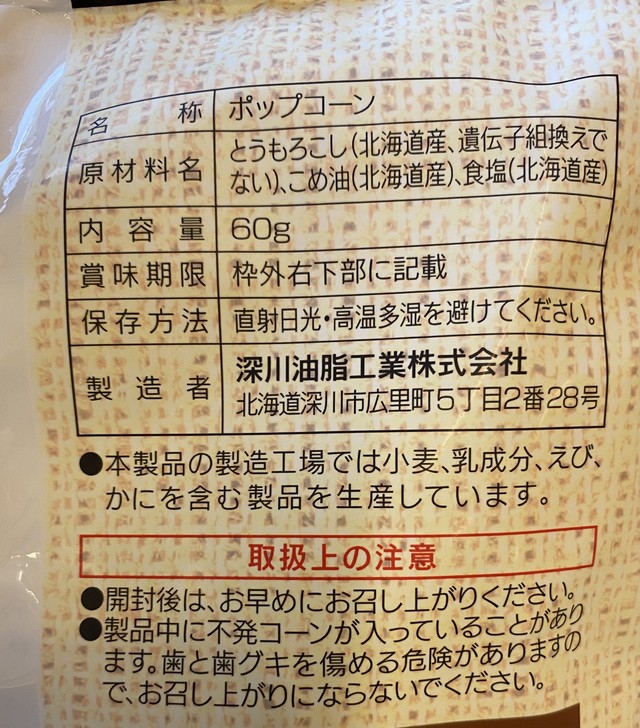 名称 ポップコーン
原材料名 とうもろこし(北海道産、遺伝子組換えで
ない)、こめ油(北海道産)、食塩(北海道産)
内容量 60g
賞味期限 枠外右下部に記載
保存方法 直射日光・高温多湿を避けてください。
製造者 深川油脂工業株式会社
北海道深川市広里町5丁目2番28号
●本製品の製造工場では小麦、乳成分、えび、
かにを含む製品を生産しています。
取扱上の注意
●開封後は、お早めにお召し上がりください。
●製品中に不発コーンが入っていることがあり
ます。歯と歯グキを傷める危険がありますの
で、お召し上がりにならないでください。